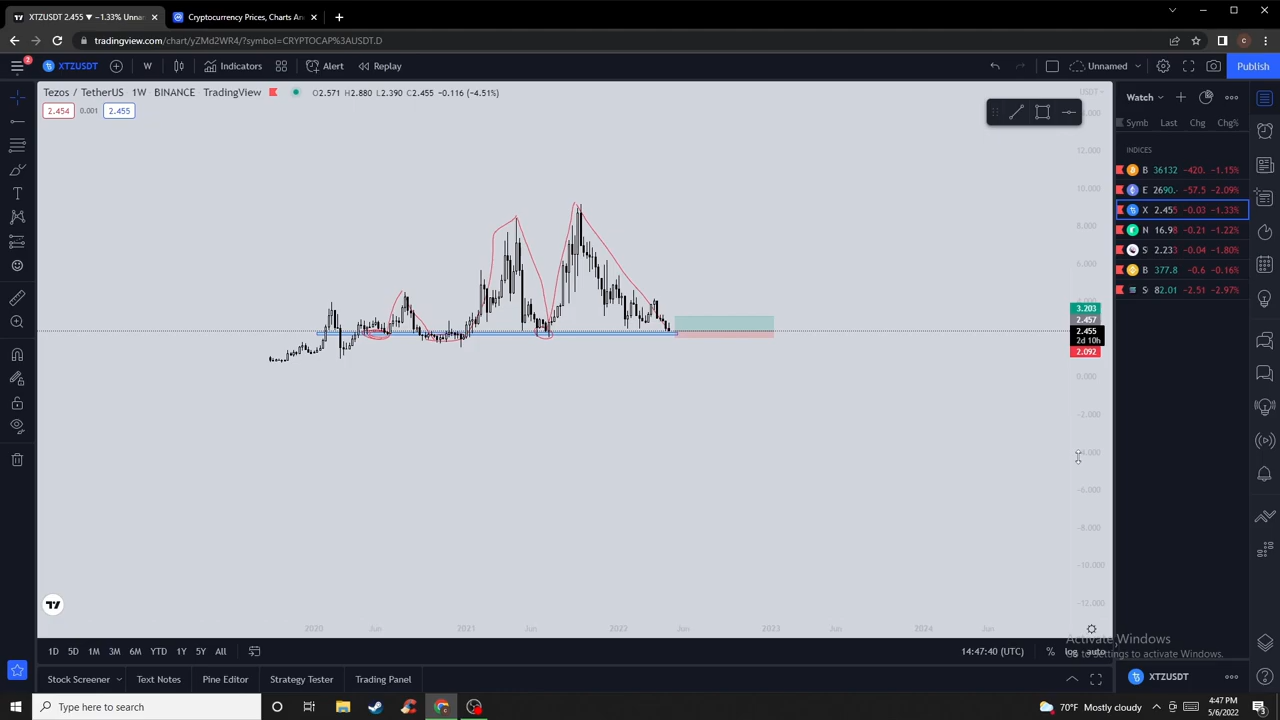 XTZUSDT 2.455 ▼ −1.33% Unnar
Cryptocurrency Prices, Charts An
tradingview.com/chart/yZMd2WR4/?symbol=CRYPTOCAP%3AUSDT.D
2
XTZUSDT
W
Indicators
Alert
Replay
Unnamed
Publish
Tezos / TetherUS 1W BINANCE TradingView
O2.571 H2.880 L2.390 C2.455 −0.116 (−4.51%)
2.454 0.001 2.455
USDT
Watch
Symb Last Chg Chg%
INDICES
B 36132 −420. −1.15%
E 2690. −57.5 −2.09%
X 2.455 −0.03 −1.33%
N 16.98 −0.21 −1.22%
S 2.233 −0.04 −1.80%
B 377.8 −0.6 −0.16%
S 82.01 −2.51 −2.97%
12.000
10.000
8.000
6.000
3.203
2.457
2.455
2d 10h
2.092
0.000
−2.000
−6.000
−8.000
−10.000
−12.000
2020 Jun 2021 Jun 2022 Jun 2023 Jun 2024 Jun
1D 5D 1M 3M 6M YTD 1Y 5Y All
14:47:40 (UTC) % log auto
Activate Windows
Go to Settings to activate Windows.
Stock Screener Text Notes Pine Editor Strategy Tester Trading Panel
XTZUSDT
Type here to search
70°F Mostly cloudy
4:47 PM
5/6/2022
3